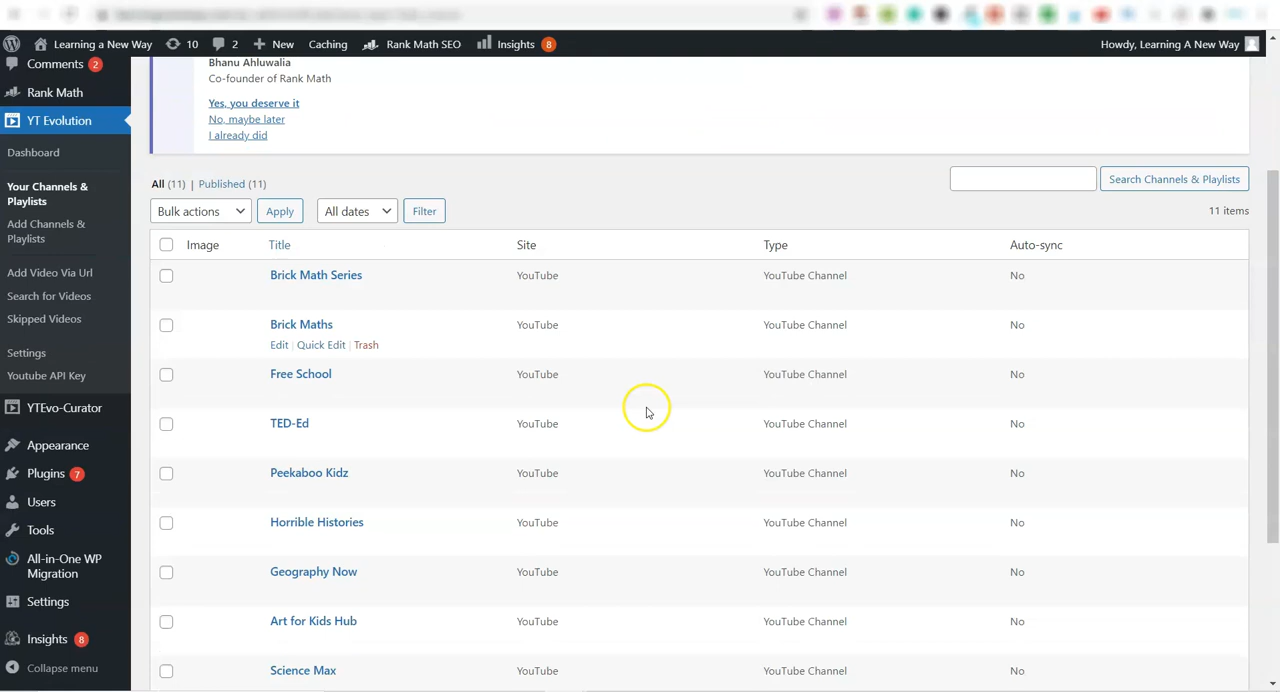 Learning a New Way 10 2 New Caching Rank Math SEO Insights 8 Howdy, Learning A New Way
Comments 2
Rank Math
YT Evolution
Dashboard
Your Channels &
Playlists
Add Channels &
Playlists
Add Video Via Url
Search for Videos
Skipped Videos
Settings
Youtube API Key
YTEvo-Curator
Appearance
Plugins 7
Users
Tools
All-in-One WP
Migration
Settings
Insights 8
Collapse menu
Bhanu Ahluwalia
Co-founder of Rank Math
Yes, you deserve it
No, maybe later
I already did
All (11) | Published (11)
Search Channels & Playlists
Bulk actions Apply All dates Filter
11 items
Image Title Site Type Auto-sync
Brick Math Series YouTube YouTube Channel No
Brick Maths YouTube YouTube Channel No
Edit | Quick Edit | Trash
Free School YouTube YouTube Channel No
TED-Ed YouTube YouTube Channel No
Peekaboo Kidz YouTube YouTube Channel No
Horrible Histories YouTube YouTube Channel No
Geography Now YouTube YouTube Channel No
Art for Kids Hub YouTube YouTube Channel No
Science Max YouTube YouTube Channel No